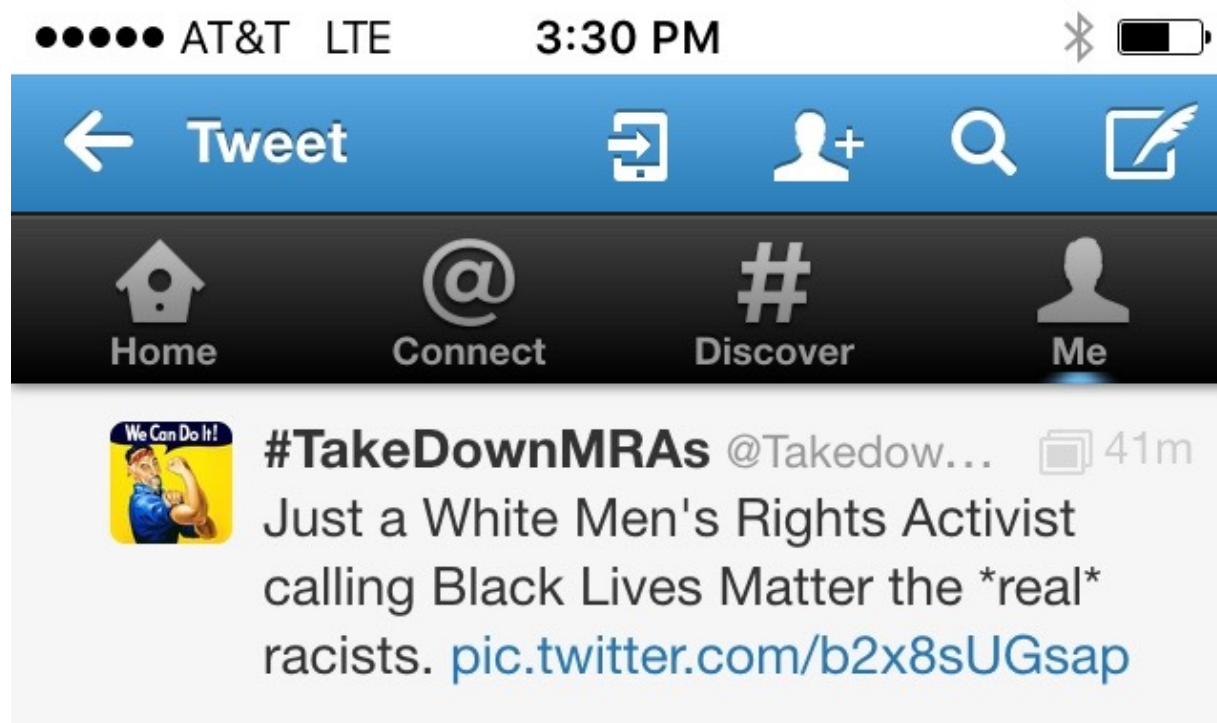 AT&T LTE 3:30 PM
Tweet
Home Connect Discover Me
We Can Do It!
#TakeDownMRAs @Takedow... 41m
Just a White Men's Rights Activist
calling Black Lives Matter the *real*
racists. pic.twitter.com/b2x8sUGsap